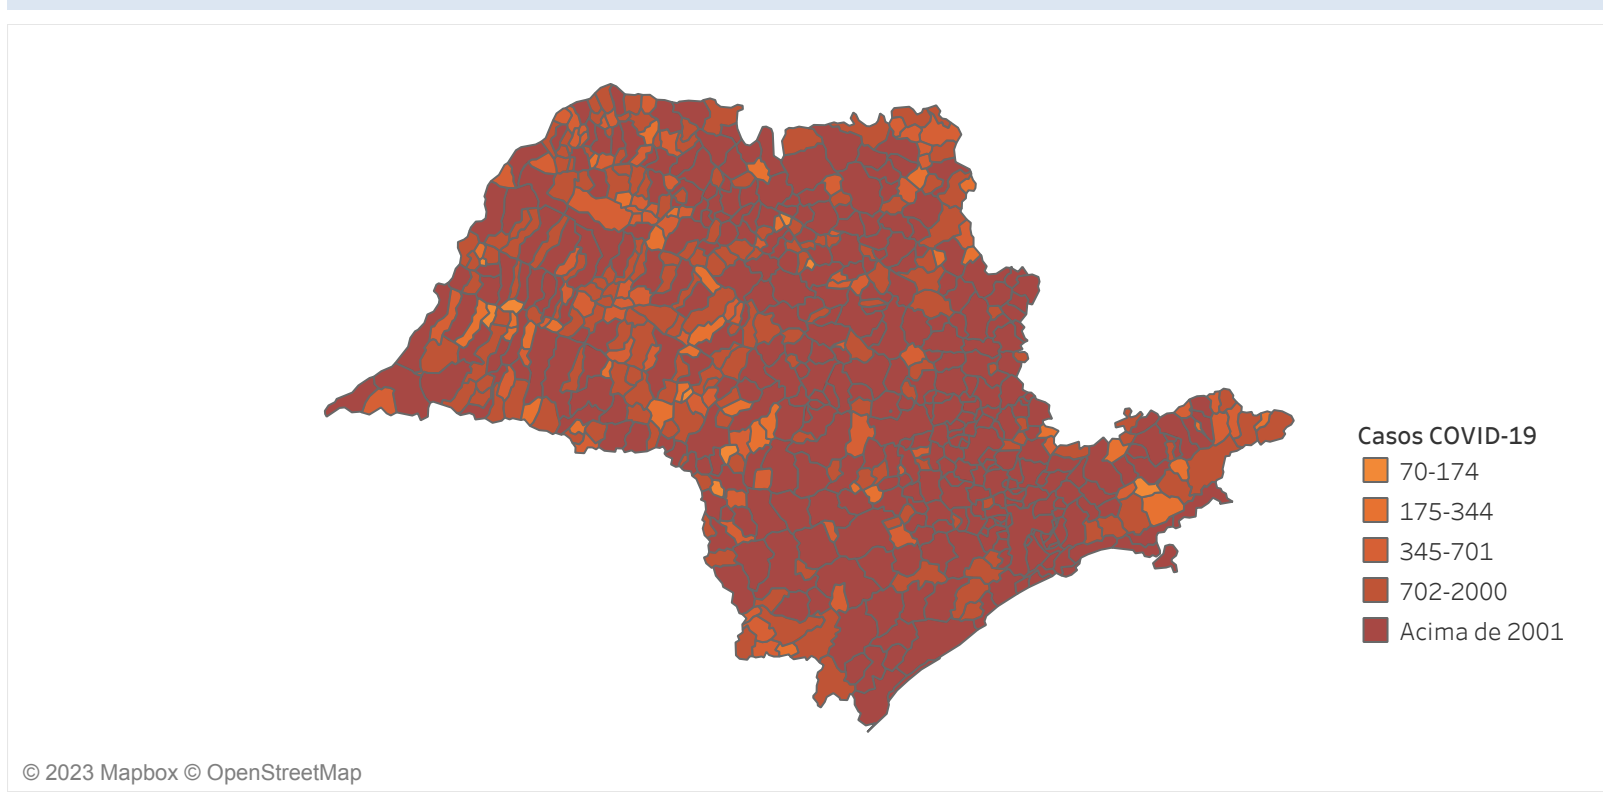 Casos COVID-19
70-174
175-344
345-701
702-2000
Acima de 2001
© 2023 Mapbox © OpenStreetMap